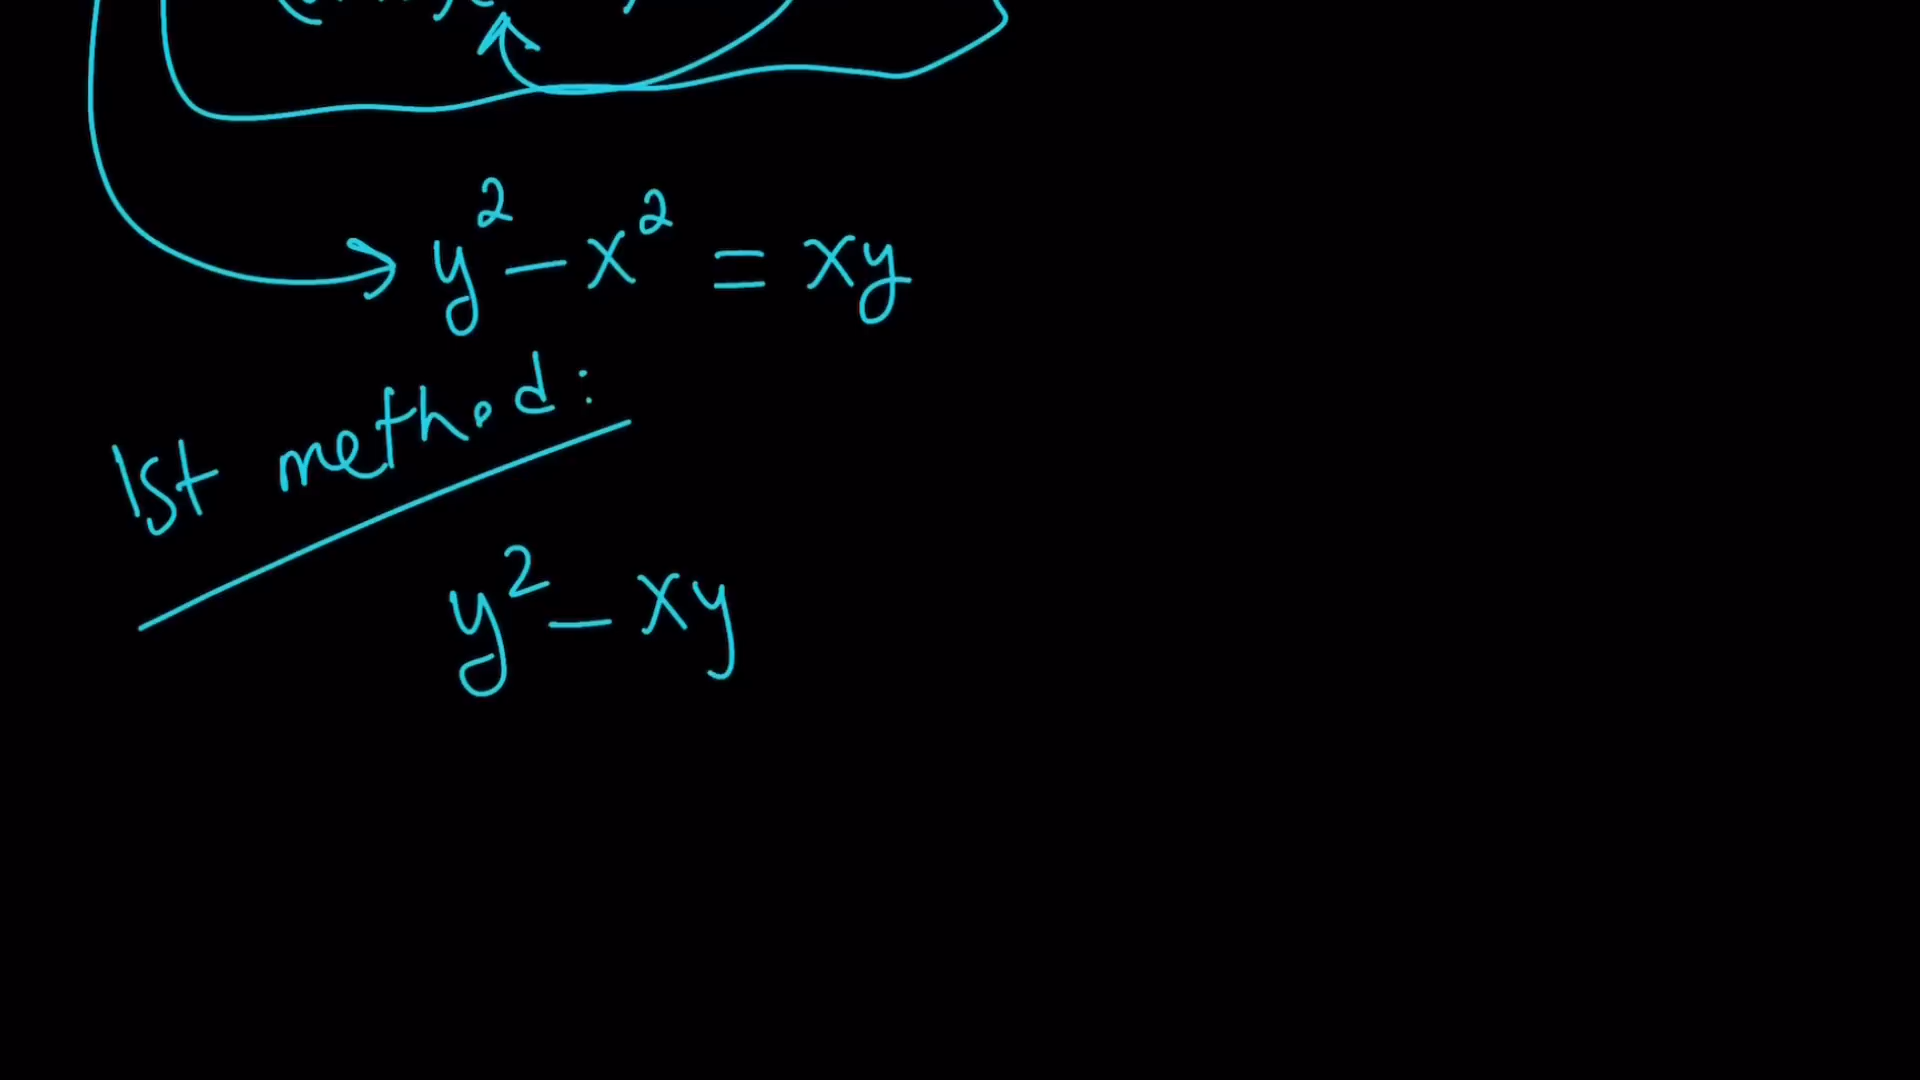 y² − x² = xy
1st method:
y² − xy